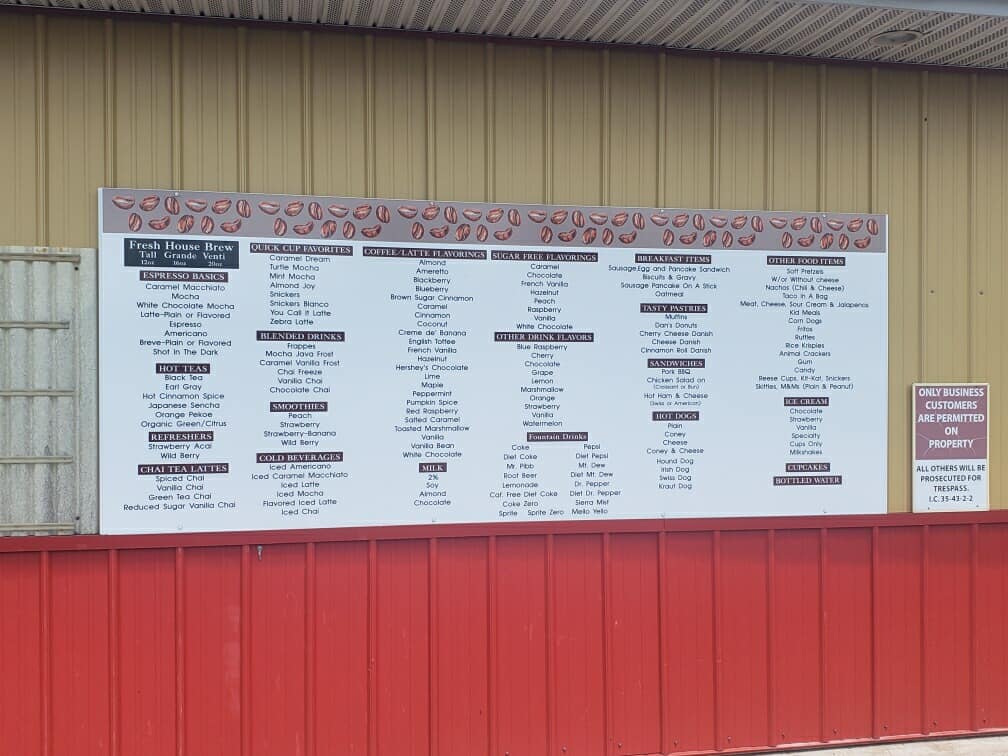 Fresh House Brew
Tall Grande Venti
12oz 16oz 20oz
ESPRESSO BASICS
Caramel Macchiato
Mocha
White Chocolate Mocha
Latte-Plain or Flavored
Espresso
Americano
Breve-Plain or Flavored
Shot In The Dark
HOT TEAS
Black Tea
Earl Gray
Hot Cinnamon Spice
Japanese Sencha
Orange Pekoe
Organic Green/Citrus
REFRESHERS
Strawberry Acai
Wild Berry
CHAI TEA LATTES
Spiced Chai
Vanilla Chai
Green Tea Chai
Reduced Sugar Vanilla Chai
QUICK CUP FAVORITES
Caramel Dream
Turtle Mocha
Mint Mocha
Almond Joy
Snickers
Snickers Bianco
You Call It Latte
Zebra Latte
BLENDED DRINKS
Frappes
Mocha Java Frost
Caramel Vanilla Frost
Chai Freeze
Vanilla Chai
Chocolate Chai
SMOOTHIES
Peach
Strawberry
Strawberry-Banana
Wild Berry
COLD BEVERAGES
Iced Americano
Iced Caramel Macchiato
Iced Latte
Iced Mocha
Flavored Iced Latte
Iced Chai
COFFEE/LATTE FLAVORINGS
Almond
Ameretto
Blackberry
Blueberry
Brown Sugar Cinnamon
Caramel
Cinnamon
Coconut
Creme de' Banana
English Toffee
French Vanilla
Hazelnut
Hershey's Chocolate
Lime
Maple
Peppermint
Pumpkin Spice
Red Raspberry
Salted Caramel
Toasted Marshmallow
Vanilla
Vanilla Bean
White Chocolate
MILK
2%
Soy
Almond
Chocolate
SUGAR FREE FLAVORINGS
Caramel
Chocolate
French Vanilla
Hazelnut
Peach
Raspberry
Vanilla
White Chocolate
OTHER DRINK FLAVORS
Blue Raspberry
Cherry
Chocolate
Grape
Lemon
Marshmallow
Orange
Strawberry
Vanilla
Watermelon
Fountain Drinks
Coke Pepsi
Diet Coke Diet Pepsi
Mr. Pibb Mt. Dew
Root Beer Diet Mt. Dew
Lemonade Dr. Pepper
Caf. Free Diet Coke Diet Dr. Pepper
Coke Zero Sierra Mist
Sprite Sprite Zero Mello Yello
BREAKFAST ITEMS
Sausage,Egg and Pancake Sandwich
Biscuits & Gravy
Sausage Pancake On A Stick
Oatmeal
TASTY PASTRIES
Muffins
Dan's Donuts
Cherry Cheese Danish
Cheese Danish
Cinnamon Roll Danish
SANDWICHES
Pork BBQ
Chicken Salad on
(Croissant or Bun)
Hot Ham & Cheese
(Swiss or American)
HOT DOGS
Plain
Coney
Cheese
Coney & Cheese
Hound Dog
Irish Dog
Swiss Dog
Kraut Dog
OTHER FOOD ITEMS
Soft Pretzels
W/or Without cheese
Nachos (Chili & Cheese)
Taco In A Bag
Meat, Cheese, Sour Cream & Jalapenos
Kid Meals
Corn Dogs
Fritos
Ruffles
Rice Krispies
Animal Crackers
Gum
Candy
Reese Cups, Kit-Kat, Snickers
Skittles, M&Ms (Plain & Peanut)
ICE CREAM
Chocolate
Strawberry
Vanilla
Specialty
Cups Only
Milkshakes
CUPCAKES
BOTTLED WATER
ONLY BUSINESS
CUSTOMERS
ARE PERMITTED
ON
PROPERTY
ALL OTHERS WILL BE
PROSECUTED FOR
TRESPASS.
I.C. 35-43-2-2